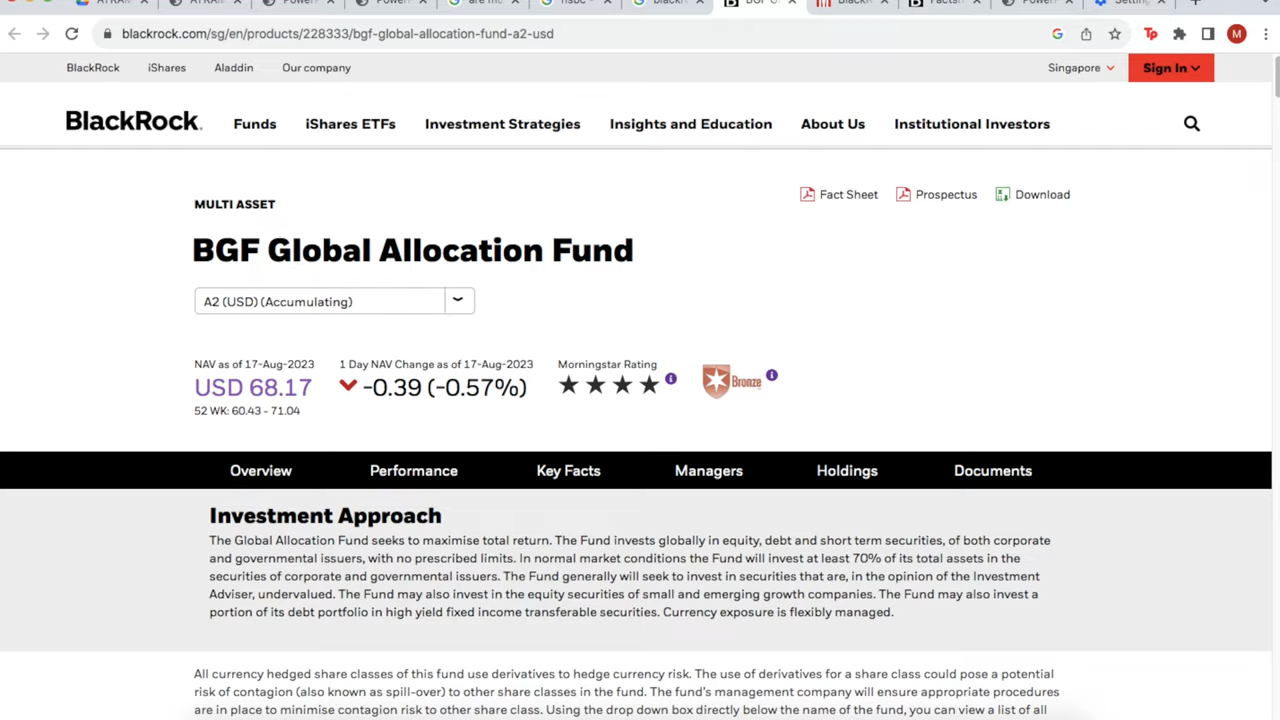 blackrock.com/sg/en/products/228333/bgf-global-allocation-fund-a2-usd
M
BlackRock iShares Aladdin Our company Singapore Sign In
BlackRock. Funds iShares ETFs Investment Strategies Insights and Education About Us Institutional Investors
Fact Sheet Prospectus Download
MULTI ASSET
BGF Global Allocation Fund
A2 (USD) (Accumulating)
NAV as of 17-Aug-2023 1 Day NAV Change as of 17-Aug-2023 Morningstar Rating
USD 68.17 -0.39 (-0.57%) Bronze
52 WK: 60.43 - 71.04
Overview Performance Key Facts Managers Holdings Documents
Investment Approach
The Global Allocation Fund seeks to maximise total return. The Fund invests globally in equity, debt and short term securities, of both corporate
and governmental issuers, with no prescribed limits. In normal market conditions the Fund will invest at least 70% of its total assets in the
securities of corporate and governmental issuers. The Fund generally will seek to invest in securities that are, in the opinion of the Investment
Adviser, undervalued. The Fund may also invest in the equity securities of small and emerging growth companies. The Fund may also invest a
portion of its debt portfolio in high yield fixed income transferable securities. Currency exposure is flexibly managed.
All currency hedged share classes of this fund use derivatives to hedge currency risk. The use of derivatives for a share class could pose a potential
risk of contagion (also known as spill-over) to other share classes in the fund. The fund's management company will ensure appropriate procedures
are in place to minimise contagion risk to other share class. Using the drop down box directly below the name of the fund, you can view a list of all